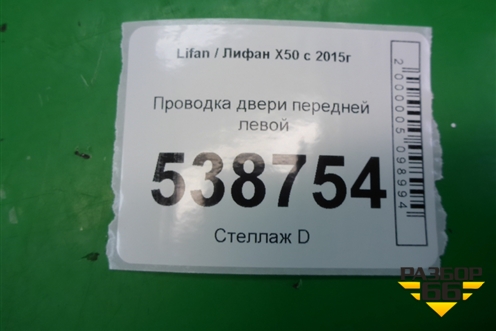 Lifan / Лифан X50 с 2015г
Проводка двери передней
левой
538754
Стеллаж D
2000005098994
РАЗБОР
66